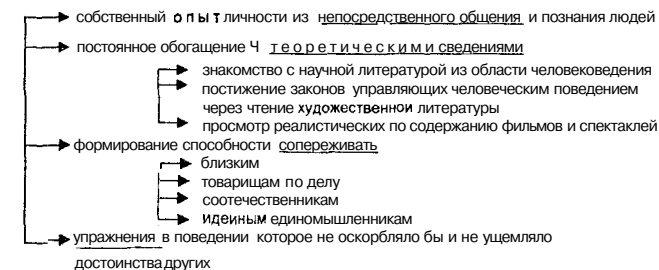 собственный опыт личности из непосредственного общения и познания людей
постоянное обогащение Ч теоретическими сведениями
знакомство с научной литературой из области человековедения
постижение законов управляющих человеческим поведением
через чтение художественной литературы
просмотр реалистических по содержанию фильмов и спектаклей
формирование способности сопереживать
близким
товарищам по делу
соотечественникам
идейным единомышленникам
упражнения в поведении которое не оскорбляло бы и не ущемляло
достоинства других